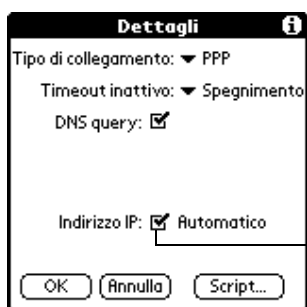 Dettagli
Tipo di collegamento: PPP
Timeout inattivo: Spegnimento
DNS query:
Indirizzo IP: Automatico
OK Annulla Script...